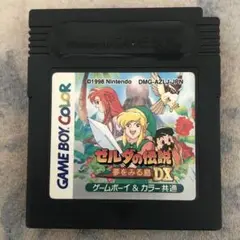 ©1998 Nintendo DMG-AZLJ-JPN
GAME BOY COLOR
ゼルダの伝説
夢をみる島
DX
ゲームボーイ&カラー共通